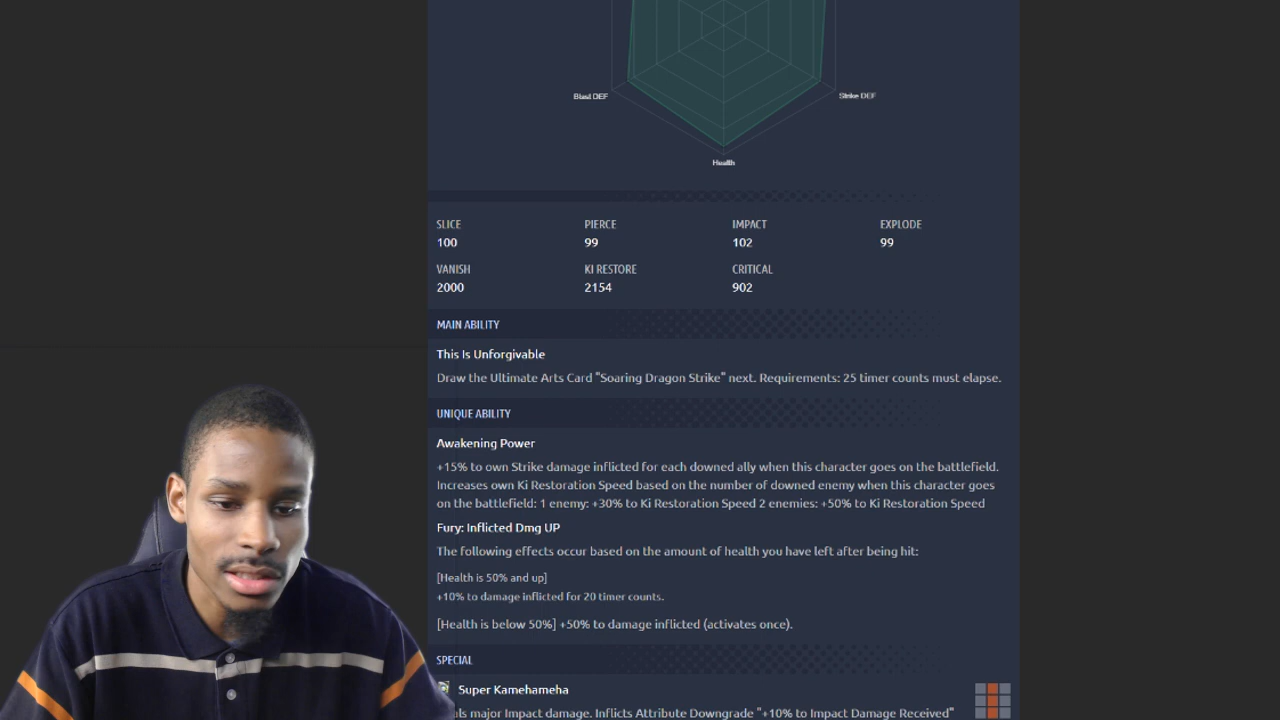 Blast DEF
Strike DEF
Health
SLICE
PIERCE
IMPACT
EXPLODE
100
99
102
99
VANISH
KI RESTORE
CRITICAL
2000
2154
902
MAIN ABILITY
This Is Unforgivable
Draw the Ultimate Arts Card "Soaring Dragon Strike" next. Requirements: 25 timer counts must elapse.
UNIQUE ABILITY
Awakening Power
+15% to own Strike damage inflicted for each downed ally when this character goes on the battlefield.
Increases own Ki Restoration Speed based on the number of downed enemy when this character goes
on the battlefield: 1 enemy: +30% to Ki Restoration Speed 2 enemies: +50% to Ki Restoration Speed
Fury: Inflicted Dmg UP
The following effects occur based on the amount of health you have left after being hit:
[Health is 50% and up]
+10% to damage inflicted for 20 timer counts.
[Health is below 50%] +50% to damage inflicted (activates once).
SPECIAL
Super Kamehameha
major Impact damage. Inflicts Attribute Downgrade "+10% to Impact Damage Received"